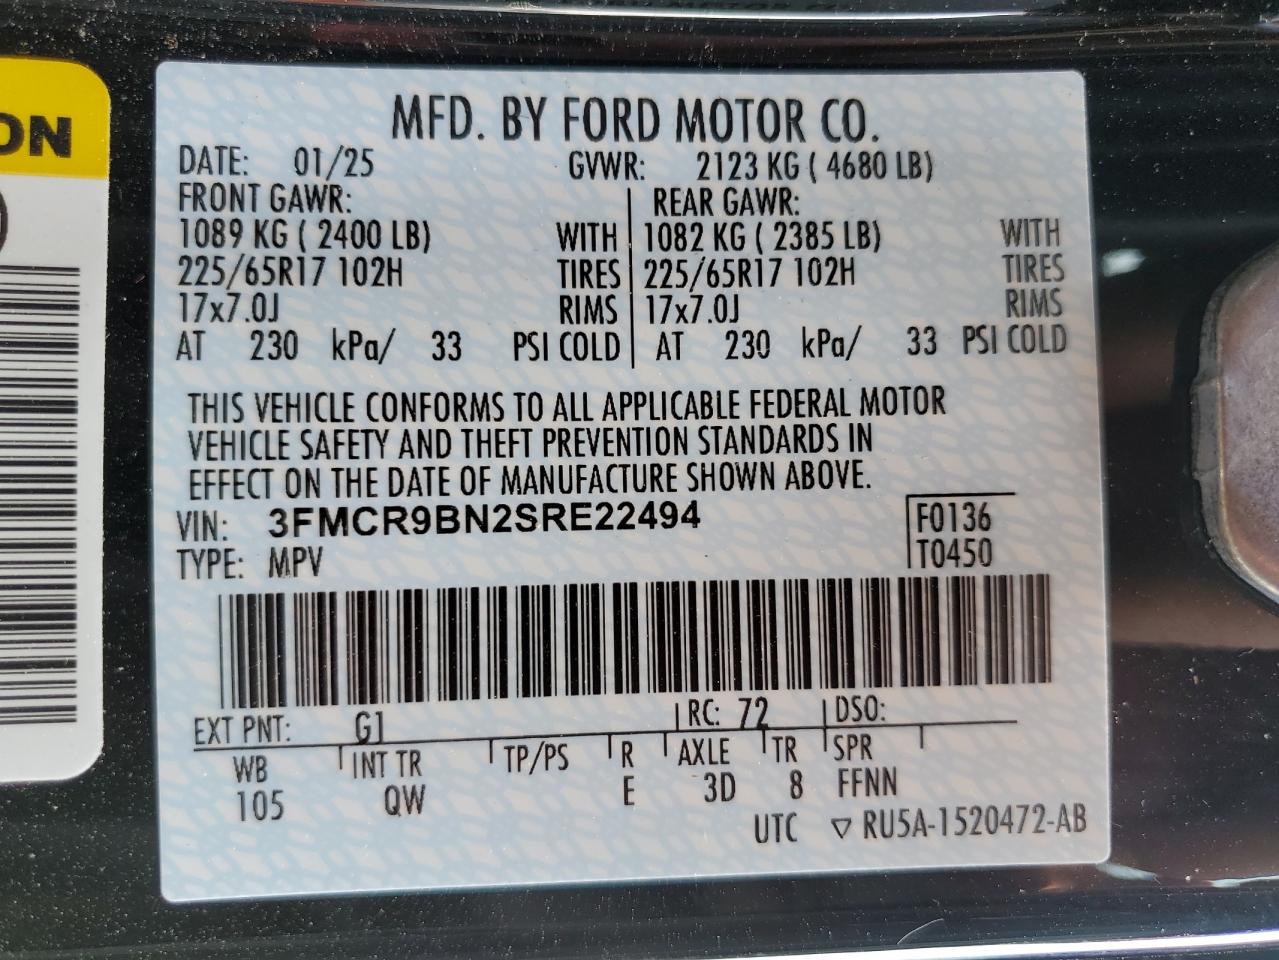 ON
MFD. BY FORD MOTOR CO.
DATE: 01/25 GVWR: 2123 KG ( 4680 LB)
FRONT GAWR: REAR GAWR:
1089 KG ( 2400 LB) WITH 1082 KG ( 2385 LB) WITH
225/65R17 102H TIRES 225/65R17 102H TIRES
17x7.0J RIMS 17x7.0J RIMS
AT 230 kPa/ 33 PSI COLD AT 230 kPa/ 33 PSI COLD
THIS VEHICLE CONFORMS TO ALL APPLICABLE FEDERAL MOTOR
VEHICLE SAFETY AND THEFT PREVENTION STANDARDS IN
EFFECT ON THE DATE OF MANUFACTURE SHOWN ABOVE.
VIN: 3FMCR9BN2SRE22494 F0136
TYPE: MPV T0450
EXT PNT: G1 RC: 72 DSO:
WB INT TR TP/PS R AXLE TR SPR
105 QW E 3D 8 FFNN
UTC ▽ RU5A-1520472-AB